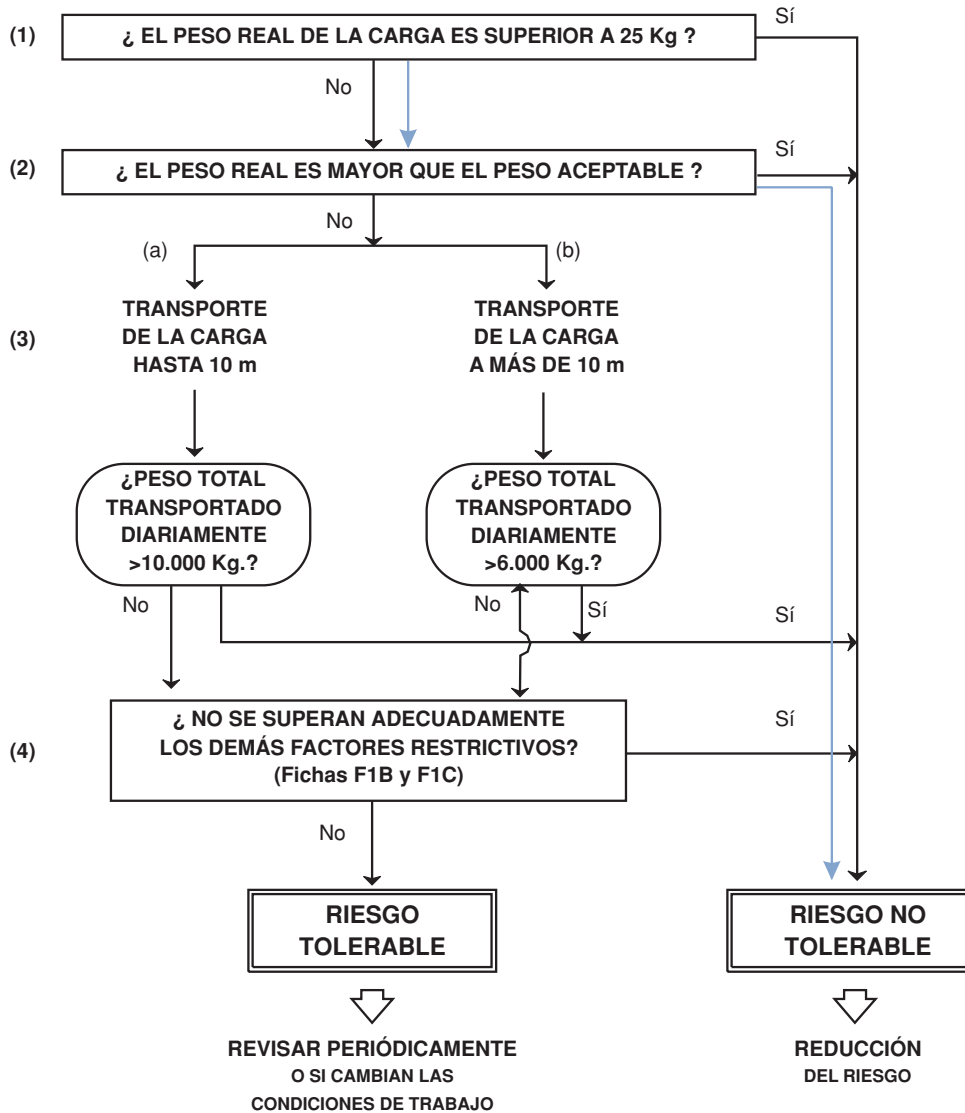 (1)
¿ EL PESO REAL DE LA CARGA ES SUPERIOR A 25 Kg ?
Sí
No
(2)
¿ EL PESO REAL ES MAYOR QUE EL PESO ACEPTABLE ?
Sí
No
(a)
(b)
(3)
TRANSPORTE
DE LA CARGA
HASTA 10 m
TRANSPORTE
DE LA CARGA
A MÁS DE 10 m
¿PESO TOTAL
TRANSPORTADO
DIARIAMENTE
>10.000 Kg.?
¿PESO TOTAL
TRANSPORTADO
DIARIAMENTE
>6.000 Kg.?
No
No
Sí
Sí
(4)
¿ NO SE SUPERAN ADECUADAMENTE
LOS DEMÁS FACTORES RESTRICTIVOS?
(Fichas F1B y F1C)
Sí
No
RIESGO
TOLERABLE
RIESGO NO
TOLERABLE
REVISAR PERIÓDICAMENTE
O SI CAMBIAN LAS
CONDICIONES DE TRABAJO
REDUCCIÓN
DEL RIESGO